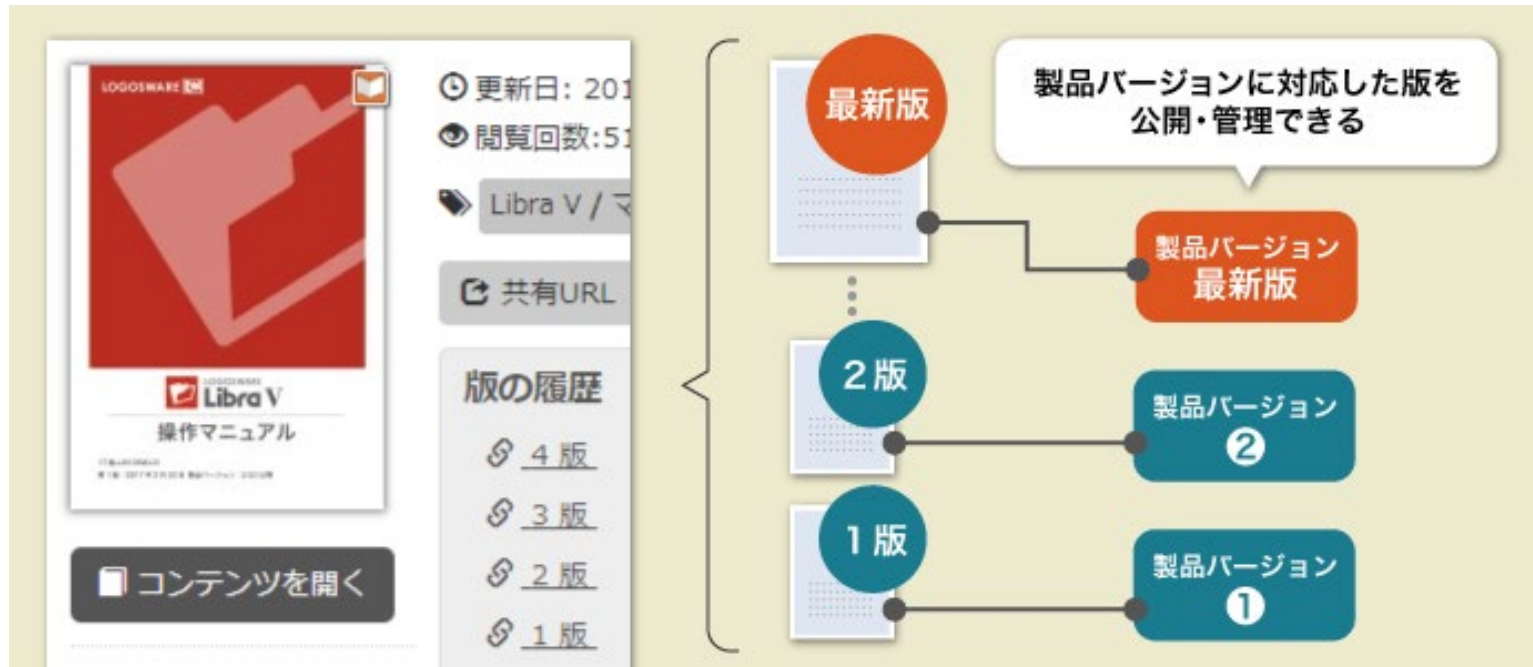 LOGOSWARE
LOGOSWARE
Libra V
操作マニュアル
コンテンツを開く
更新日: 201
閲覧回数:51
Libra V / マ
共有URL
版の履歴
4 版
3 版
2 版
1 版
最新版
2版
1版
製品バージョンに対応した版を
公開・管理できる
製品バージョン
最新版
製品バージョン
❷
製品バージョン
❶